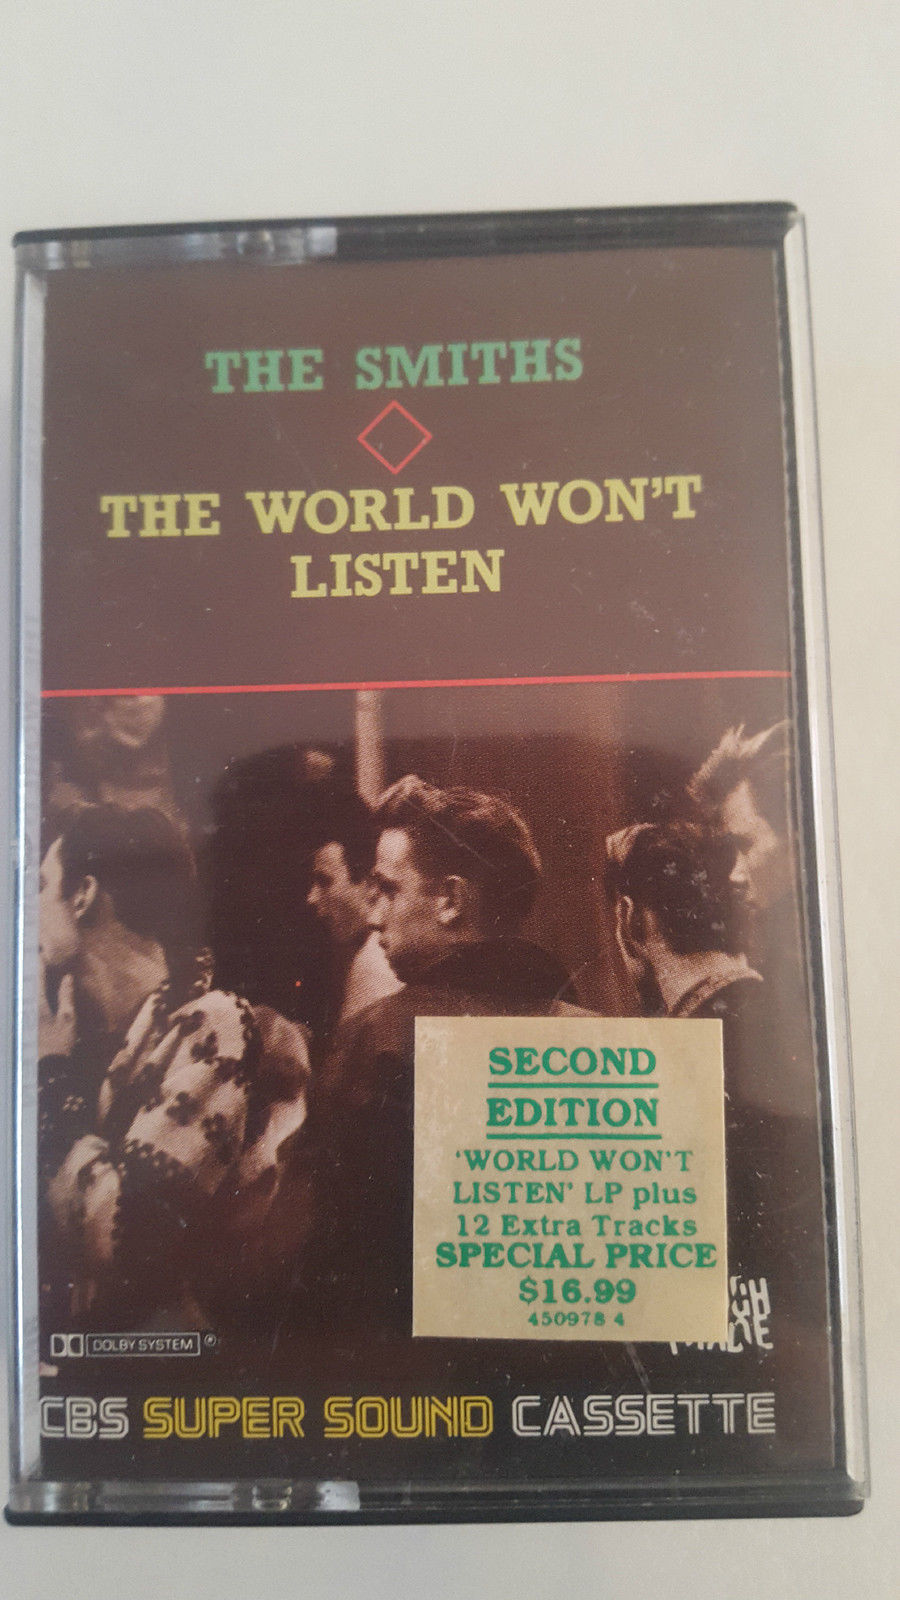 THE SMITHS
THE WORLD WON'T
LISTEN
SECOND
EDITION
'WORLD WON'T
LISTEN' LP plus
12 Extra Tracks
SPECIAL PRICE
$16.99
450978 4
DOLBY SYSTEM
CBS SUPER SOUND CASSETTE